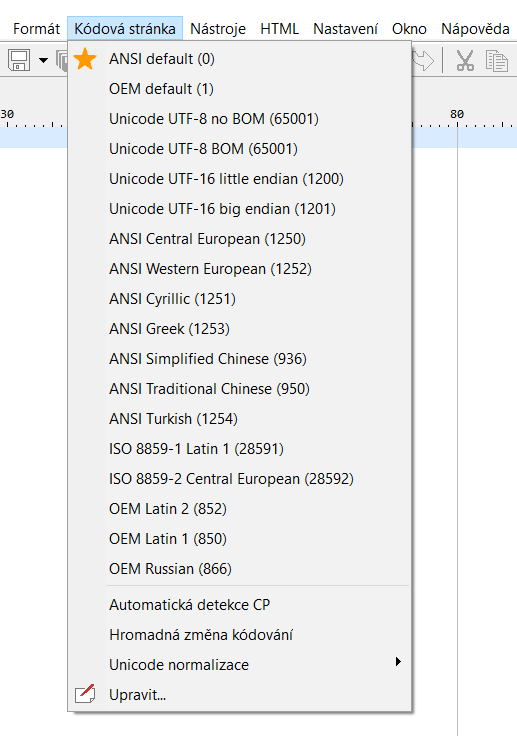 Formát Kódová stránka Nástroje HTML Nastavení Okno Nápověda
30 80
ANSI default (0)
OEM default (1)
Unicode UTF-8 no BOM (65001)
Unicode UTF-8 BOM (65001)
Unicode UTF-16 little endian (1200)
Unicode UTF-16 big endian (1201)
ANSI Central European (1250)
ANSI Western European (1252)
ANSI Cyrillic (1251)
ANSI Greek (1253)
ANSI Simplified Chinese (936)
ANSI Traditional Chinese (950)
ANSI Turkish (1254)
ISO 8859-1 Latin 1 (28591)
ISO 8859-2 Central European (28592)
OEM Latin 2 (852)
OEM Latin 1 (850)
OEM Russian (866)
Automatická detekce CP
Hromadná změna kódování
Unicode normalizace
Upravit...